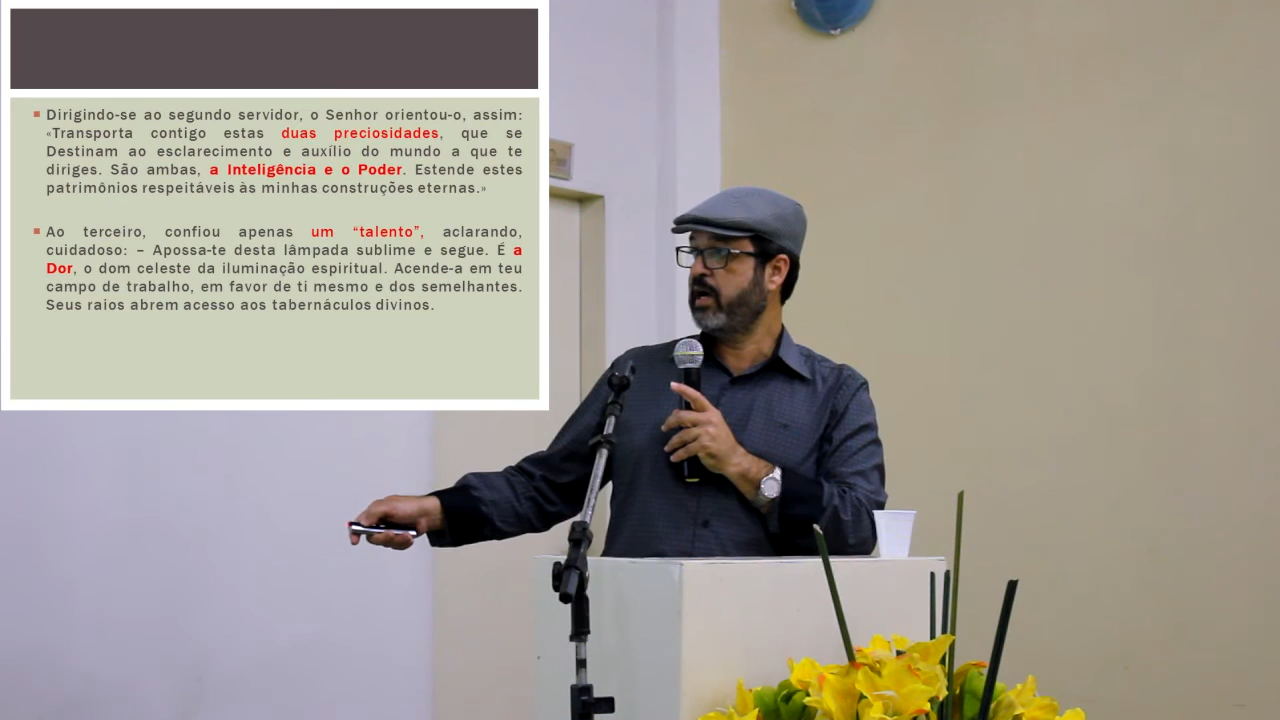 Dirigindo-se ao segundo servidor, o Senhor orientou-o, assim:
«Transporta contigo estas duas preciosidades, que se
Destinam ao esclarecimento e auxílio do mundo a que te
diriges. São ambas, a Inteligência e o Poder. Estende estes
patrimônios respeitáveis às minhas construções eternas.»
Ao terceiro, confiou apenas um “talento”, aclarando,
cuidadoso: – Apossa-te desta lâmpada sublime e segue. É a
Dor, o dom celeste da iluminação espiritual. Acende-a em teu
campo de trabalho, em favor de ti mesmo e dos semelhantes.
Seus raios abrem acesso aos tabernáculos divinos.